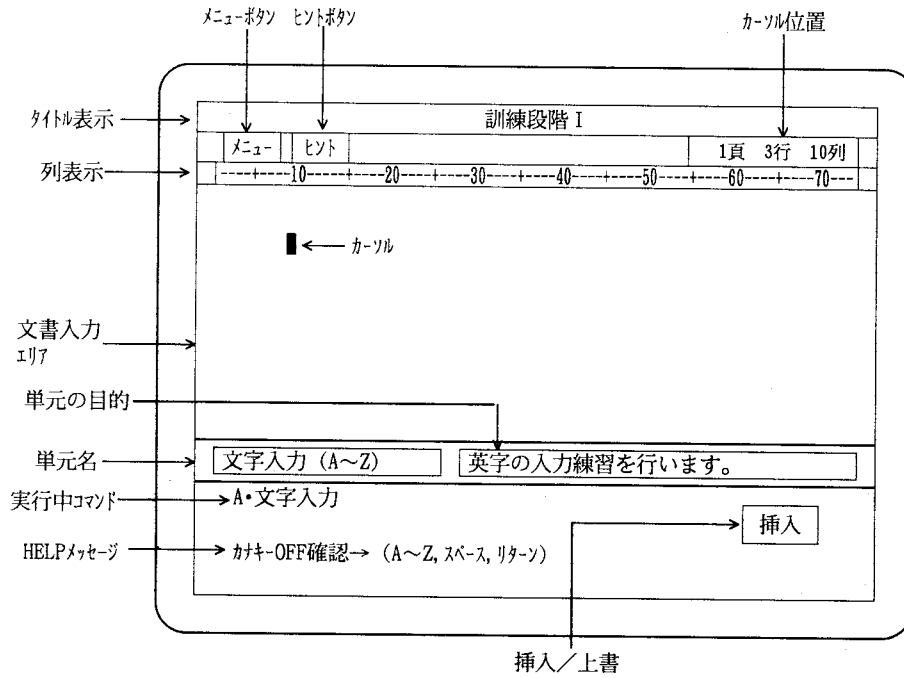 ﾒﾆｭｰﾎﾞﾀﾝ ﾋﾝﾄﾎﾞﾀﾝ ｶｰｿﾙ位置
ﾀｲﾄﾙ表示 訓練段階Ⅰ
ﾒﾆｭｰ ﾋﾝﾄ 1頁 3行 10列
列表示 ----+----10----+----20----+----30----+----40----+----50----+----60----+----70---
ｶｰｿﾙ
文書入力
ｴﾘｱ
単元の目的
単元名 文字入力（A～Z） 英字の入力練習を行います。
実行中ｺﾏﾝﾄﾞ A・文字入力
挿入
HELPﾒｯｾｰｼﾞ ｶﾅｷｰOFF確認→（A～Z, ｽﾍﾟｰｽ, ﾘﾀｰﾝ）
挿入／上書